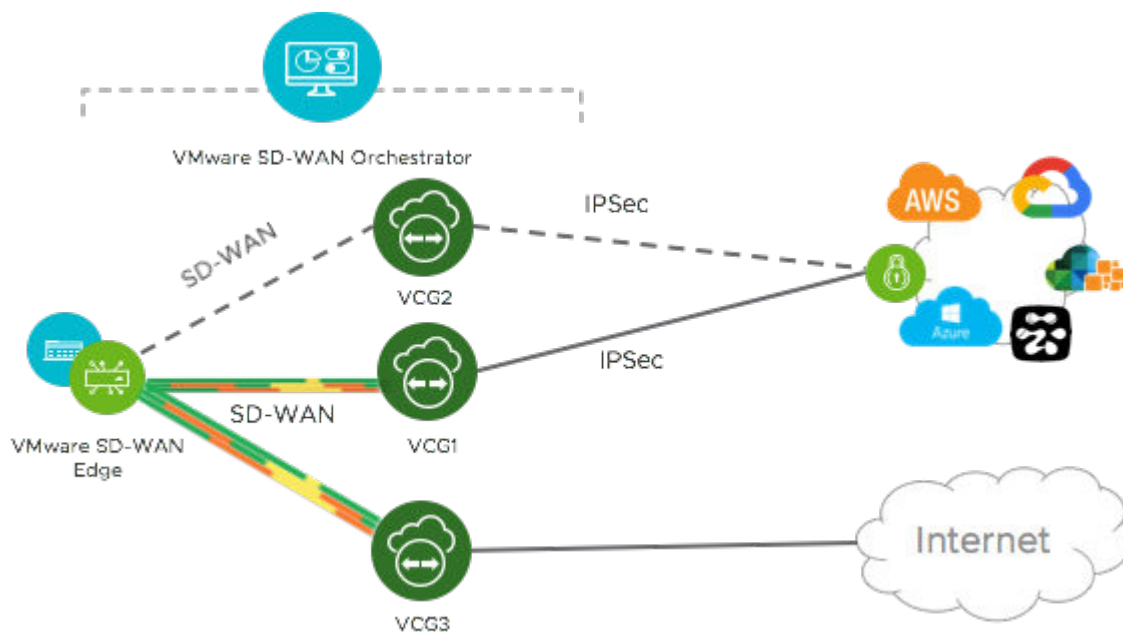 VMware SD-WAN Orchestrator
SD-WAN
IPSec
AWS
VCG2
Azure
IPSec
SD-WAN
VCG1
VMware SD-WAN
Edge
Internet
VCG3